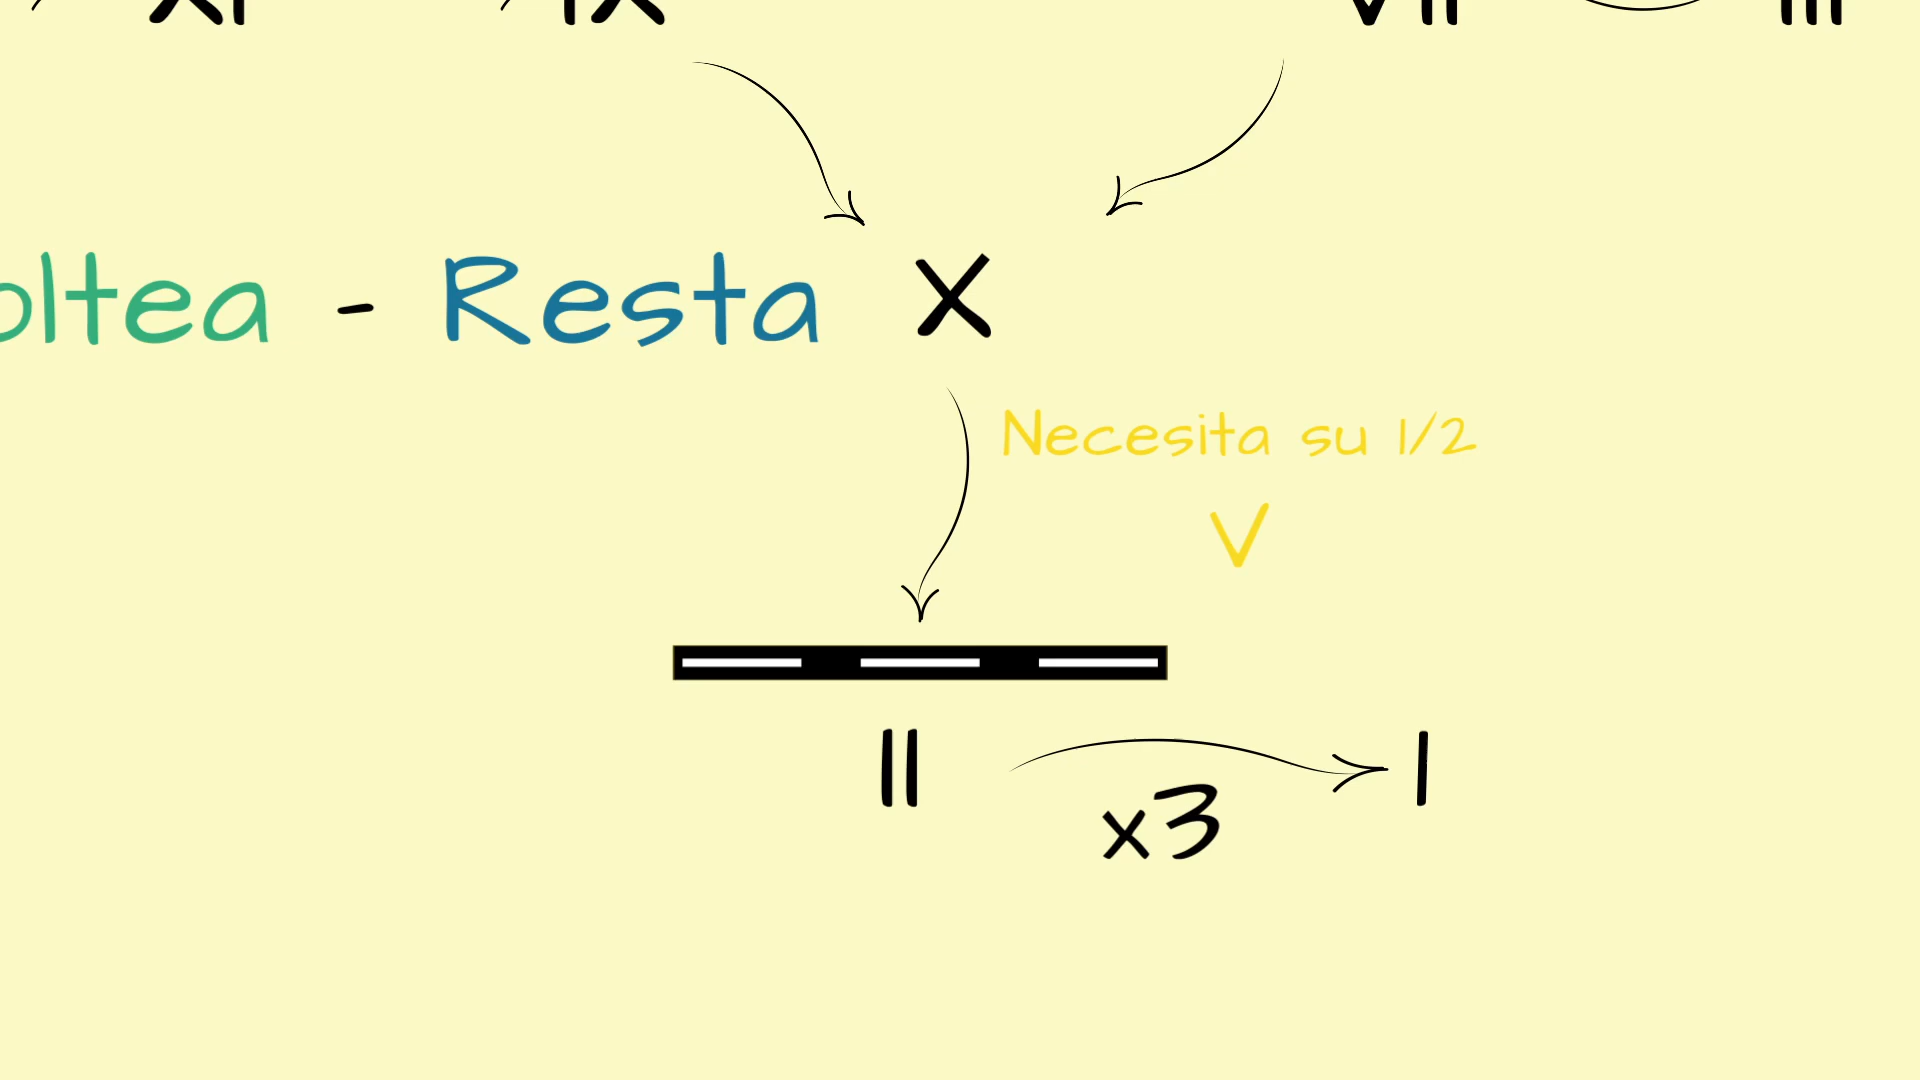 XI IX VII III
oltea - Resta X
Necesita su 1/2
V
II I
x3